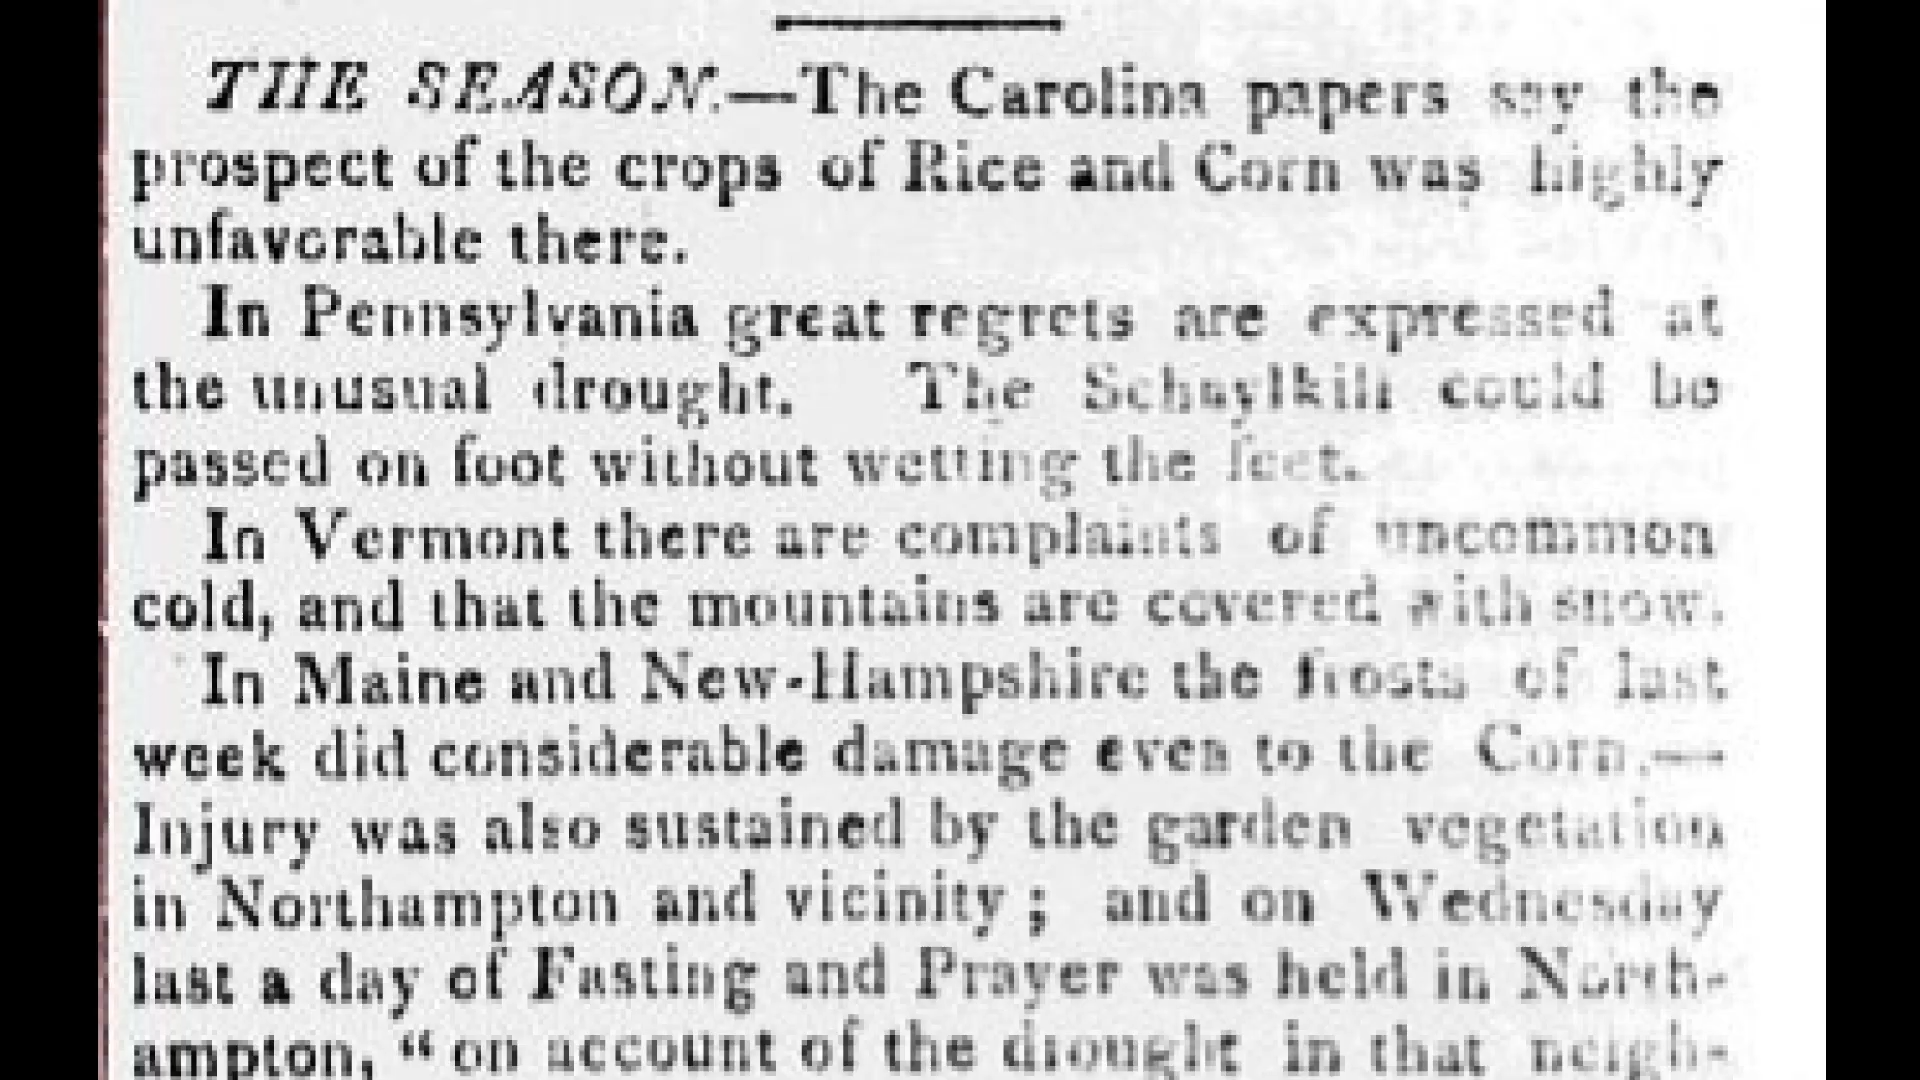 THE SEASON.—The Carolina papers say the
prospect of the crops of Rice and Corn was highly
unfavorable there.
In Pennsylvania great regrets are expressed at
the unusual drought. The Schuylkill could be
passed on foot without wetting the feet.
In Vermont there are complaints of uncommon
cold, and that the mountains are covered with snow.
In Maine and New-Hampshire the frosts of last
week did considerable damage even to the Corn.—
Injury was also sustained by the garden vegetation
in Northampton and vicinity; and on Wednesday
last a day of Fasting and Prayer was held in North-
ampton, "on account of the drought in that neigh-